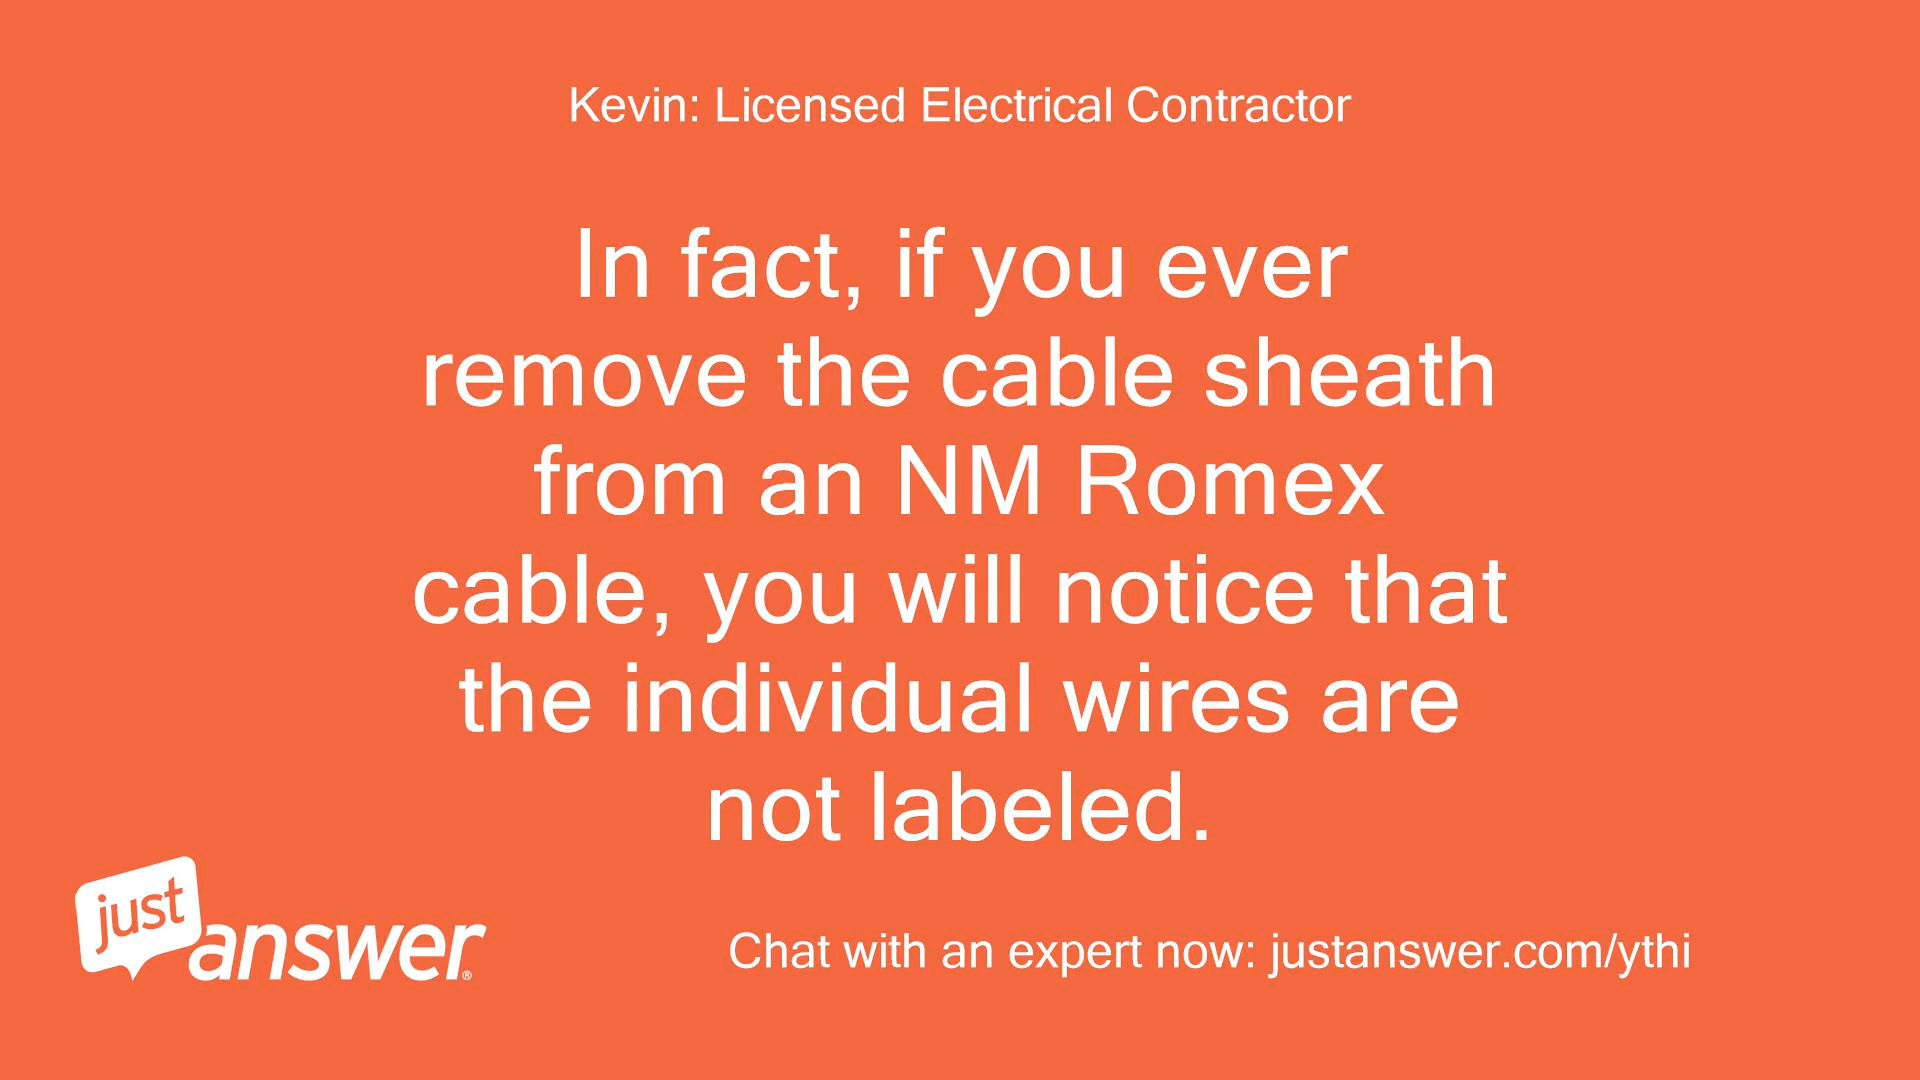 Kevin: Licensed Electrical Contractor
In fact, if you ever
remove the cable sheath
from an NM Romex
cable, you will notice that
the individual wires are
not labeled.
just
answer®
Chat with an expert now: justanswer.com/ythi